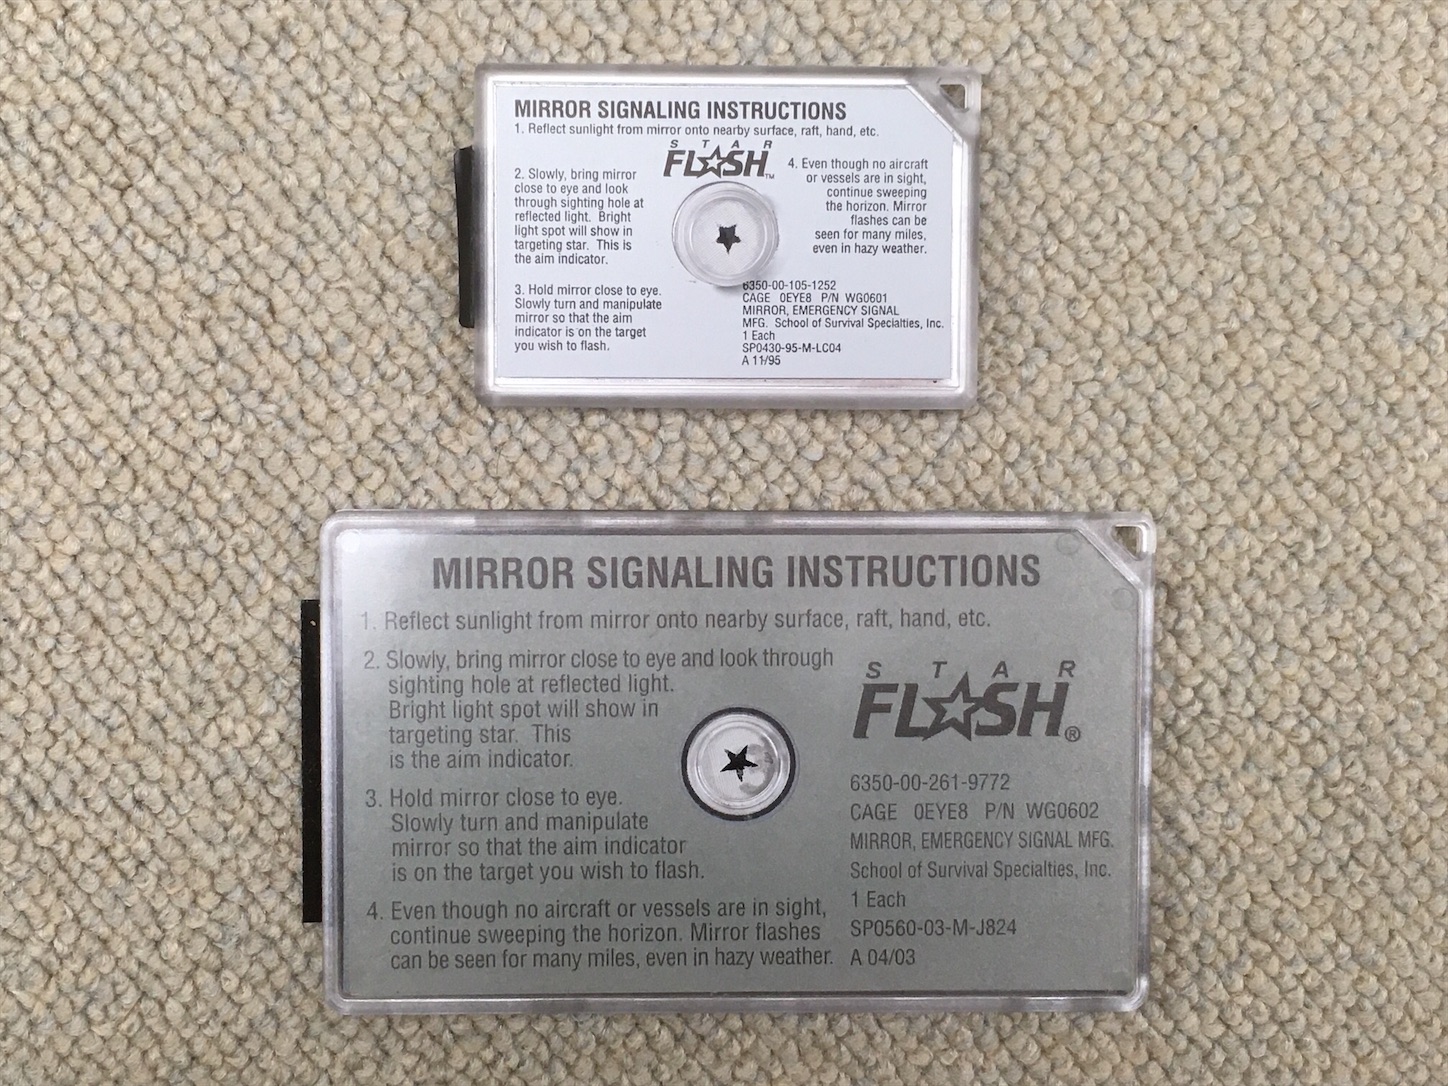 MIRROR SIGNALING INSTRUCTIONS
1. Reflect sunlight from mirror onto nearby surface, raft, hand, etc.
STAR
FLASH™
2. Slowly, bring mirror
close to eye and look
through sighting hole at
reflected light. Bright
light spot will show in
targeting star. This is
the aim indicator.
3. Hold mirror close to eye.
Slowly turn and manipulate
mirror so that the aim
indicator is on the target
you wish to flash.
4. Even though no aircraft
or vessels are in sight,
continue sweeping
the horizon. Mirror
flashes can be
seen for many miles,
even in hazy weather.
6350-00-105-1252
CAGE 0EYE8 P/N WG0601
MIRROR, EMERGENCY SIGNAL
MFG. School of Survival Specialties, Inc.
1 Each
SP0430-95-M-LC04
A 11/95
MIRROR SIGNALING INSTRUCTIONS
1. Reflect sunlight from mirror onto nearby surface, raft, hand, etc.
2. Slowly, bring mirror close to eye and look through
sighting hole at reflected light.
Bright light spot will show in
targeting star. This
is the aim indicator.
3. Hold mirror close to eye.
Slowly turn and manipulate
mirror so that the aim indicator
is on the target you wish to flash.
4. Even though no aircraft or vessels are in sight,
continue sweeping the horizon. Mirror flashes
can be seen for many miles, even in hazy weather.
STAR
FLASH®
6350-00-261-9772
CAGE 0EYE8 P/N WG0602
MIRROR, EMERGENCY SIGNAL MFG.
School of Survival Specialties, Inc.
1 Each
SP0560-03-M-J824
A 04/03